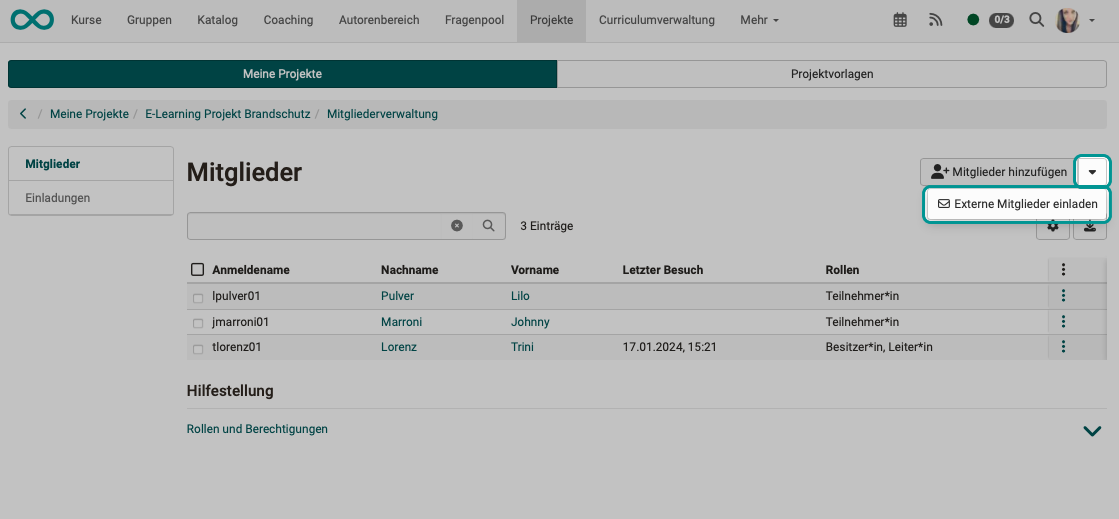 Kurse Gruppen Katalog Coaching Autorenbereich Fragenpool Projekte Curriculumverwaltung Mehr 0/3
Meine Projekte Projektvorlagen
/ Meine Projekte / E-Learning Projekt Brandschutz / Mitgliederverwaltung
Mitglieder
Einladungen
Mitglieder
Mitglieder hinzufügen
Externe Mitglieder einladen
3 Einträge
Anmeldename Nachname Vorname Letzter Besuch Rollen
lpulver01 Pulver Lilo Teilnehmer*in
jmarroni01 Marroni Johnny Teilnehmer*in
tlorenz01 Lorenz Trini 17.01.2024, 15:21 Besitzer*in, Leiter*in
Hilfestellung
Rollen und Berechtigungen